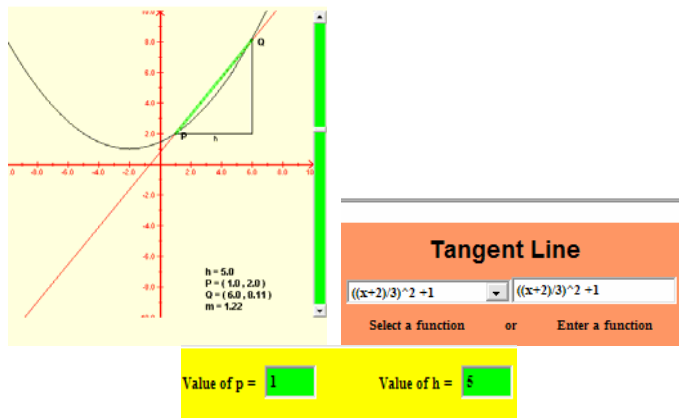 10.0
Q
8.0
6.0
4.0
2.0
P
h
.0 -8.0 -6.0 -4.0 -2.0 2.0 4.0 6.0 8.0 10.
-2.0
-4.0
-6.0
-8.0
h = 5.0
P = ( 1.0 , 2.0 )
Q = ( 6.0 , 8.11 )
m = 1.22
Tangent Line
((x+2)/3)^2 +1 ((x+2)/3)^2 +1
Select a function or Enter a function
Value of p = 1 Value of h = 5